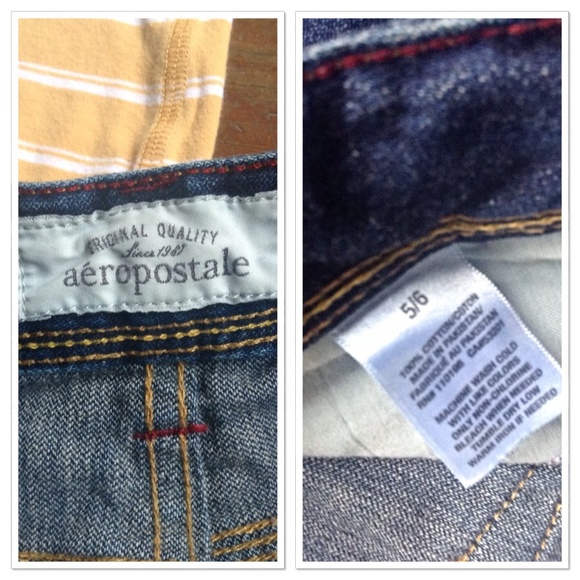 ORIGINAL QUALITY
Since 1987
aéropostale
5/6
100% COTTON/COTON
MADE IN PAKISTAN/
FABRIQUÉ AU PAKISTAN
MACHINE WASH COLD
WITH LIKE COLORS
ONLY NON-CHLORINE
BLEACH WHEN NEEDED
TUMBLE DRY LOW
WARM IRON IF NEEDED